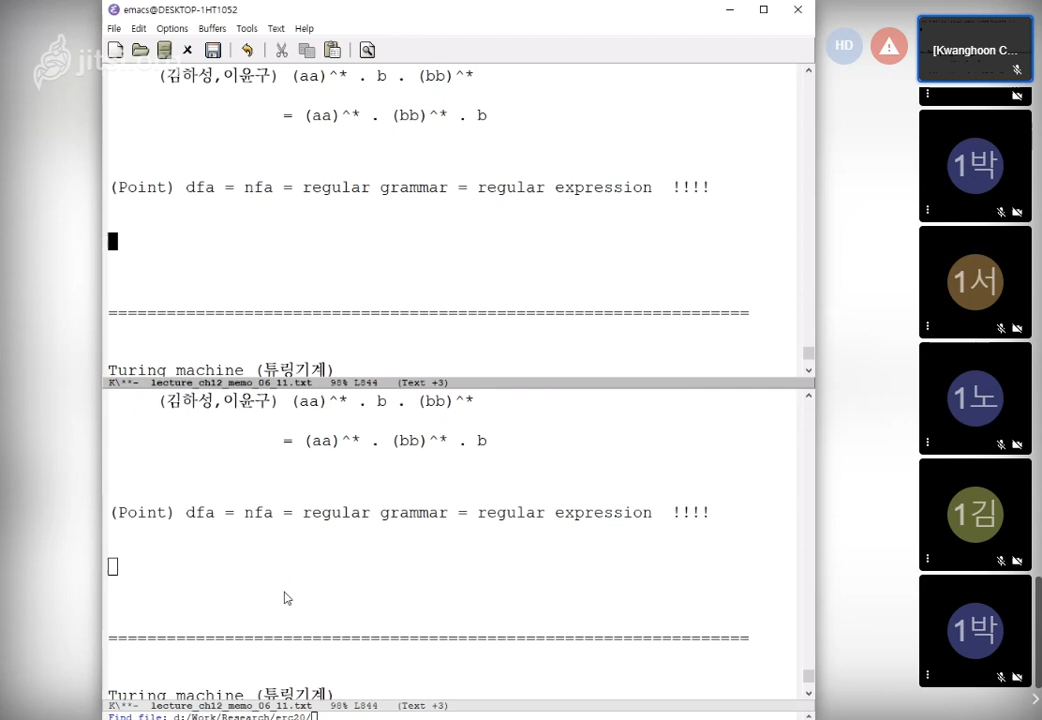 emacs@DESKTOP-1HT1052
File Edit Options Buffers Tools Text Help
jitsi.org
(김하성,이윤구) (aa)^* . b . (bb)^*
= (aa)^* . (bb)^* . b
(Point) dfa = nfa = regular grammar = regular expression !!!!
==================================================================
Turing machine (튜링기계)
K\**- lecture_ch12_memo_06_11.txt 98% L844 (Text +3)
(김하성,이윤구) (aa)^* . b . (bb)^*
= (aa)^* . (bb)^* . b
(Point) dfa = nfa = regular grammar = regular expression !!!!
==================================================================
Turing machine (튜링기계)
K\**- lecture_ch12_memo_06_11.txt 98% L844 (Text +3)
Find file: d:/Work/Research/erc20/
HD
[Kwanghoon C...
1박
1서
1노
1김
1박